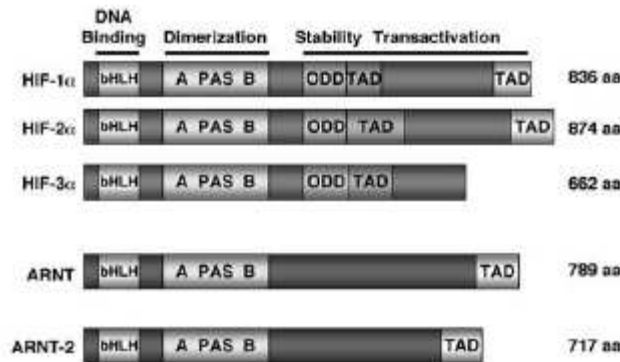 DNA
Binding Dimerization Stability Transactivation
HIF-1α bHLH A PAS B ODD TAD TAD 836 aa
HIF-2α bHLH A PAS B ODD TAD TAD 874 aa
HIF-3α bHLH A PAS B ODD TAD 662 aa
ARNT bHLH A PAS B TAD 789 aa
ARNT-2 bHLH A PAS B TAD 717 aa